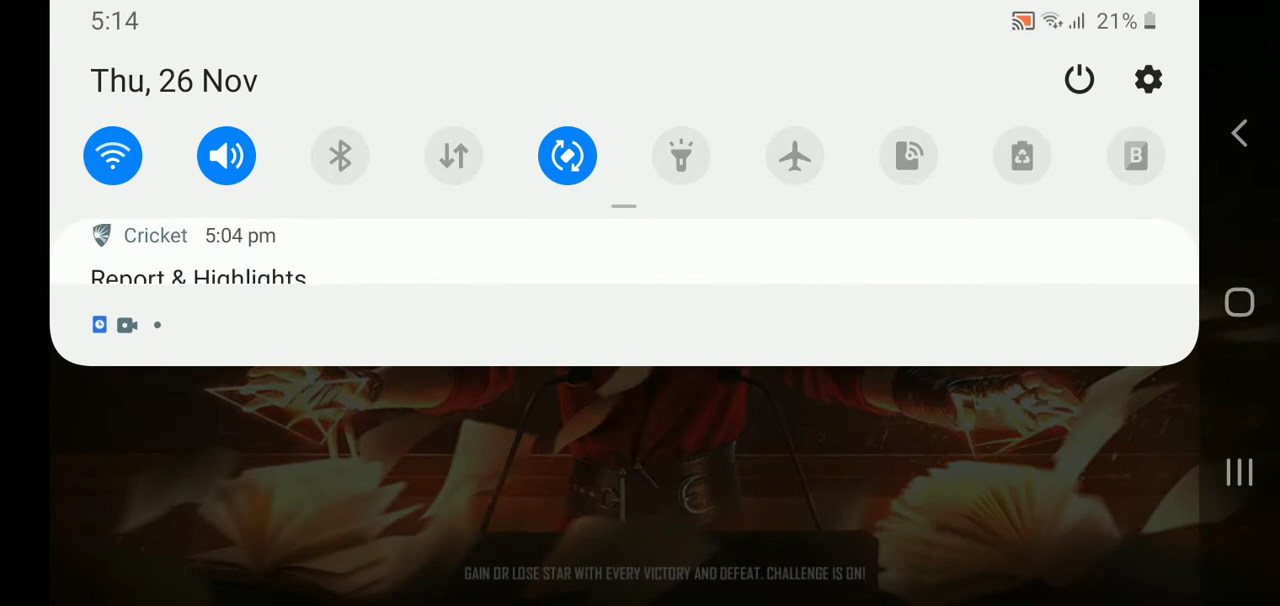 5:14
21%
Thu, 26 Nov
B
Cricket 5:04 pm
Report & Highlights
GAIN OR LOSE STAR WITH EVERY VICTORY AND DEFEAT. CHALLENGE IS ON!